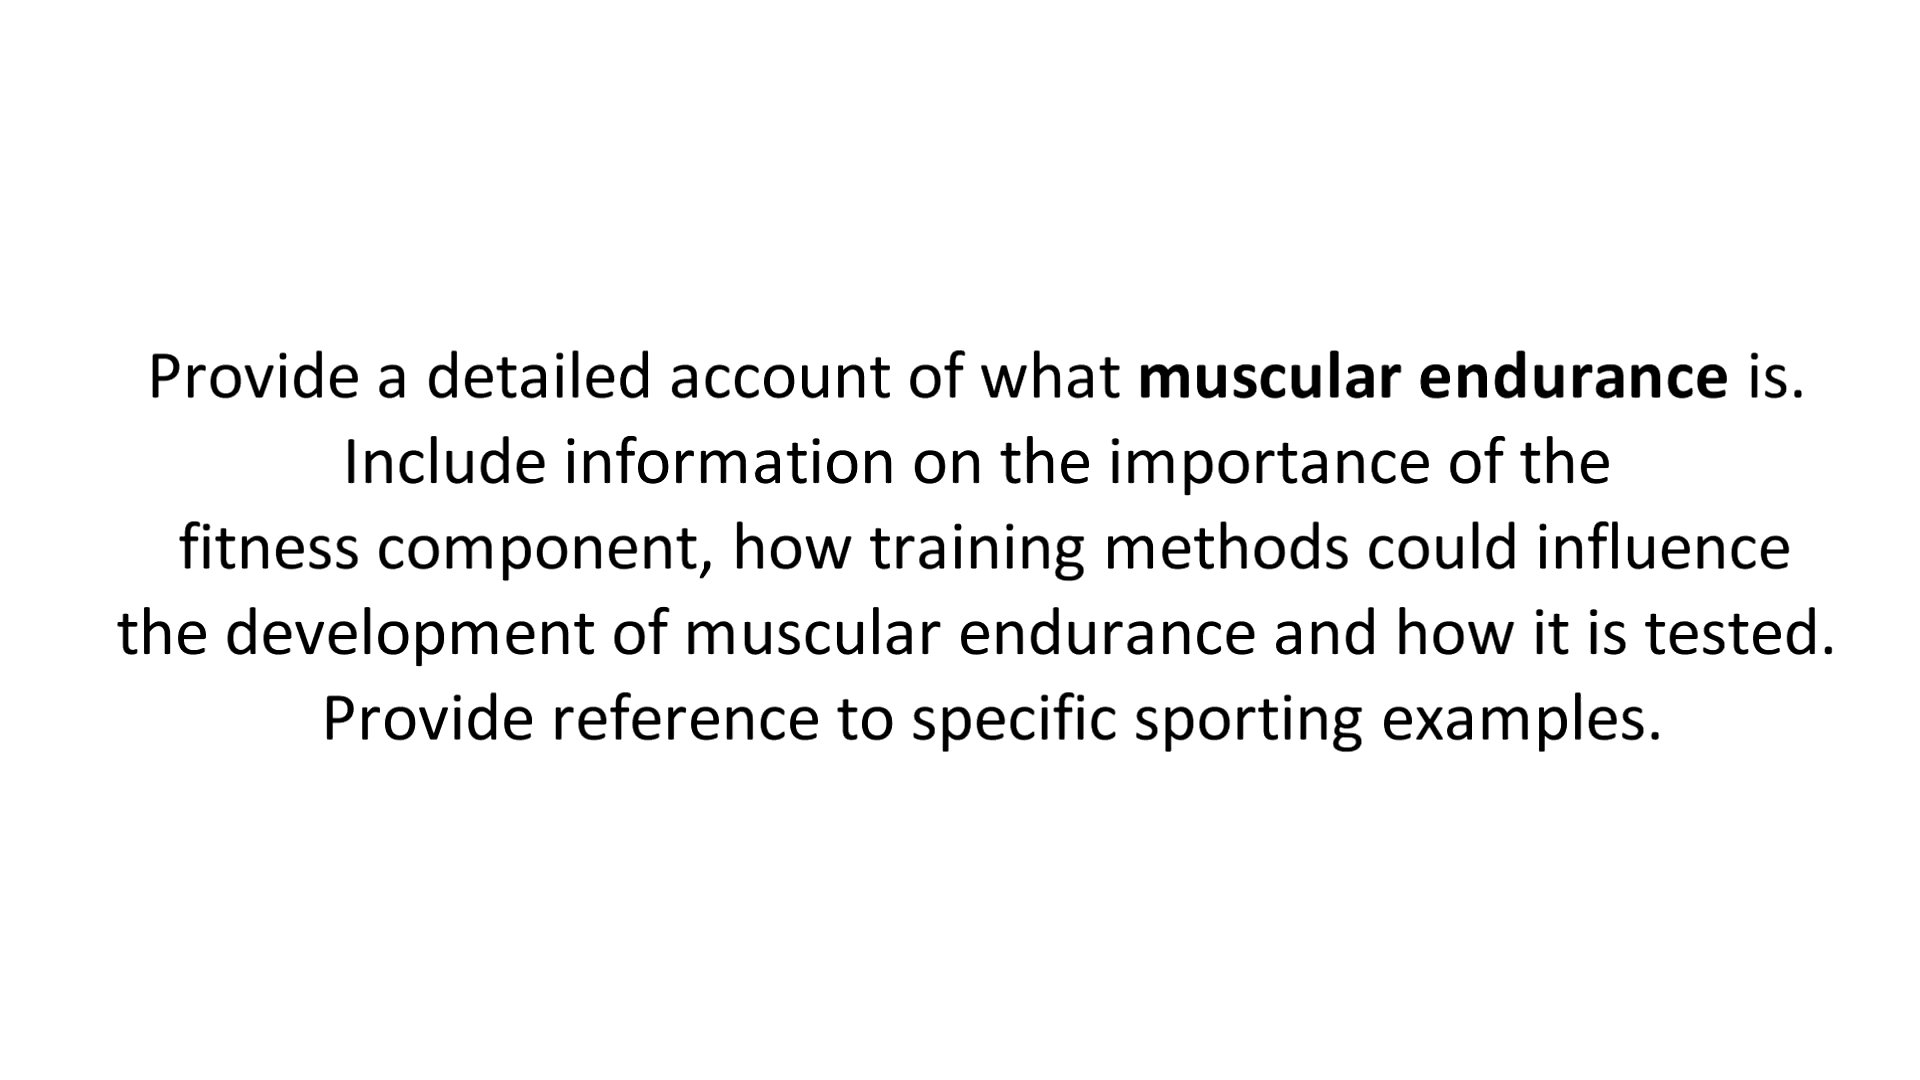 Provide a detailed account of what muscular endurance is.
Include information on the importance of the
fitness component, how training methods could influence
the development of muscular endurance and how it is tested.
Provide reference to specific sporting examples.